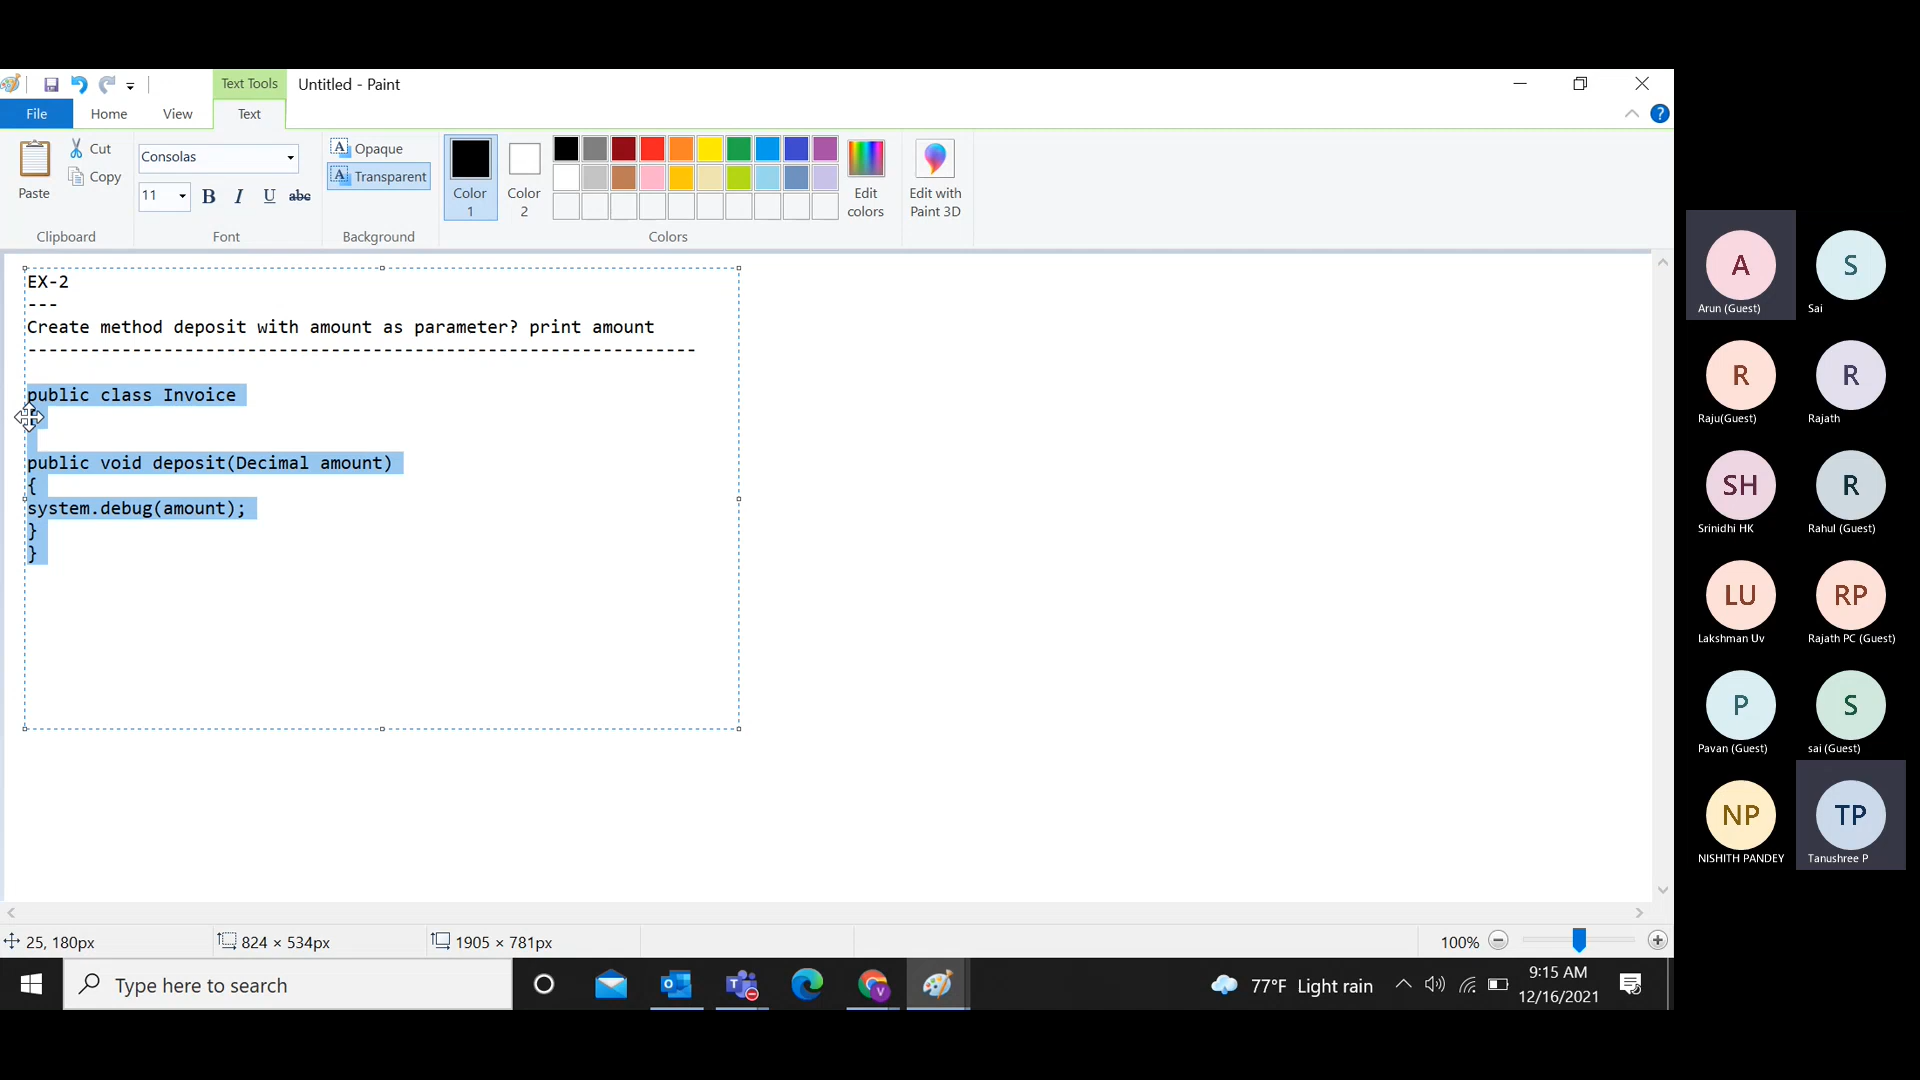 Text Tools
Untitled - Paint
File
Home
View
Text
Paste
Cut
Copy
Clipboard
Consolas
11
B I U abc
Font
A Opaque
A Transparent
Background
Color 1
Color 2
Edit colors
Colors
Edit with Paint 3D
EX-2
---
Create method deposit with amount as parameter? print amount
----------------------------------------------------------------
public class Invoice
public void deposit(Decimal amount)
{
system.debug(amount);
}
}
25, 180px
824 × 534px
1905 × 781px
100%
Type here to search
77°F Light rain
9:15 AM
12/16/2021
A
Arun (Guest)
S
Sai
R
Raju(Guest)
R
Rajath
SH
Srinidhi HK
R
Rahul (Guest)
LU
Lakshman Uv
RP
Rajath PC (Guest)
P
Pavan (Guest)
S
sai (Guest)
NP
NISHITH PANDEY
TP
Tanushree P